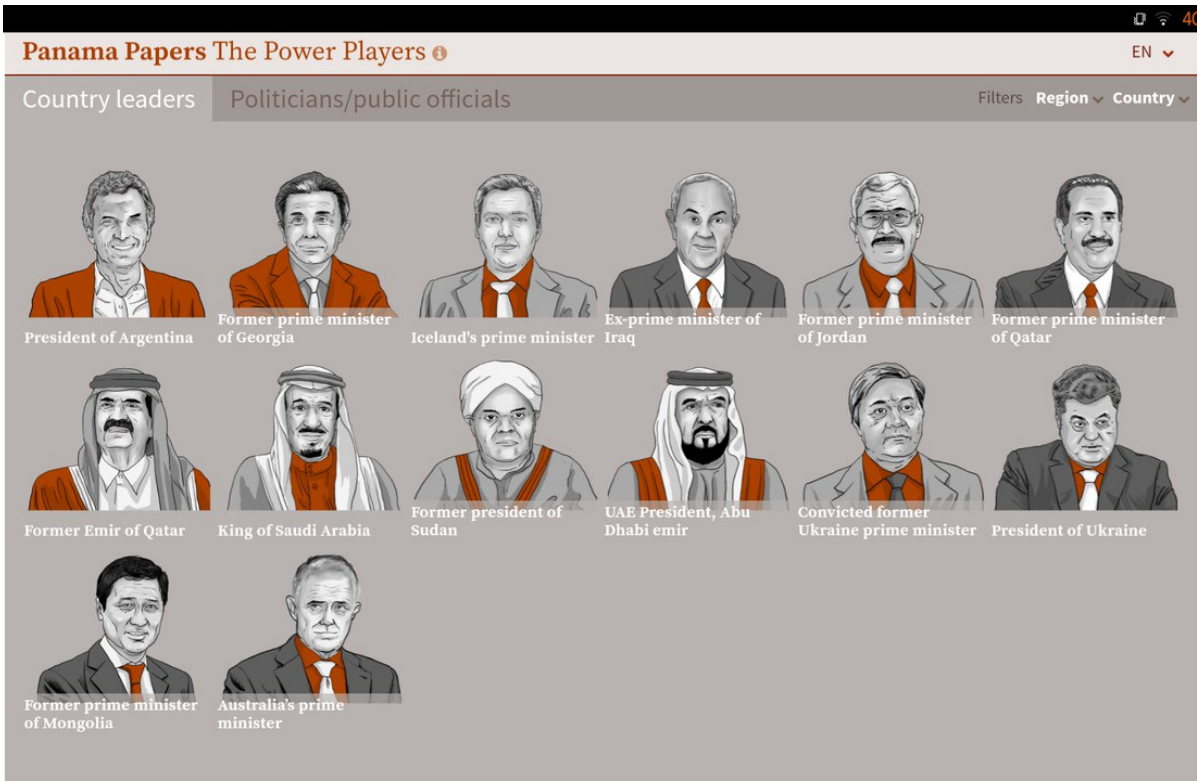 40
Panama Papers The Power Players
EN
Country leaders
Politicians/public officials
Filters Region Country
President of Argentina
Former prime minister
of Georgia
Iceland's prime minister
Ex-prime minister of
Iraq
Former prime minister
of Jordan
Former prime minister
of Qatar
Former Emir of Qatar
King of Saudi Arabia
Former president of
Sudan
UAE President, Abu
Dhabi emir
Convicted former
Ukraine prime minister
President of Ukraine
Former prime minister
of Mongolia
Australia's prime
minister